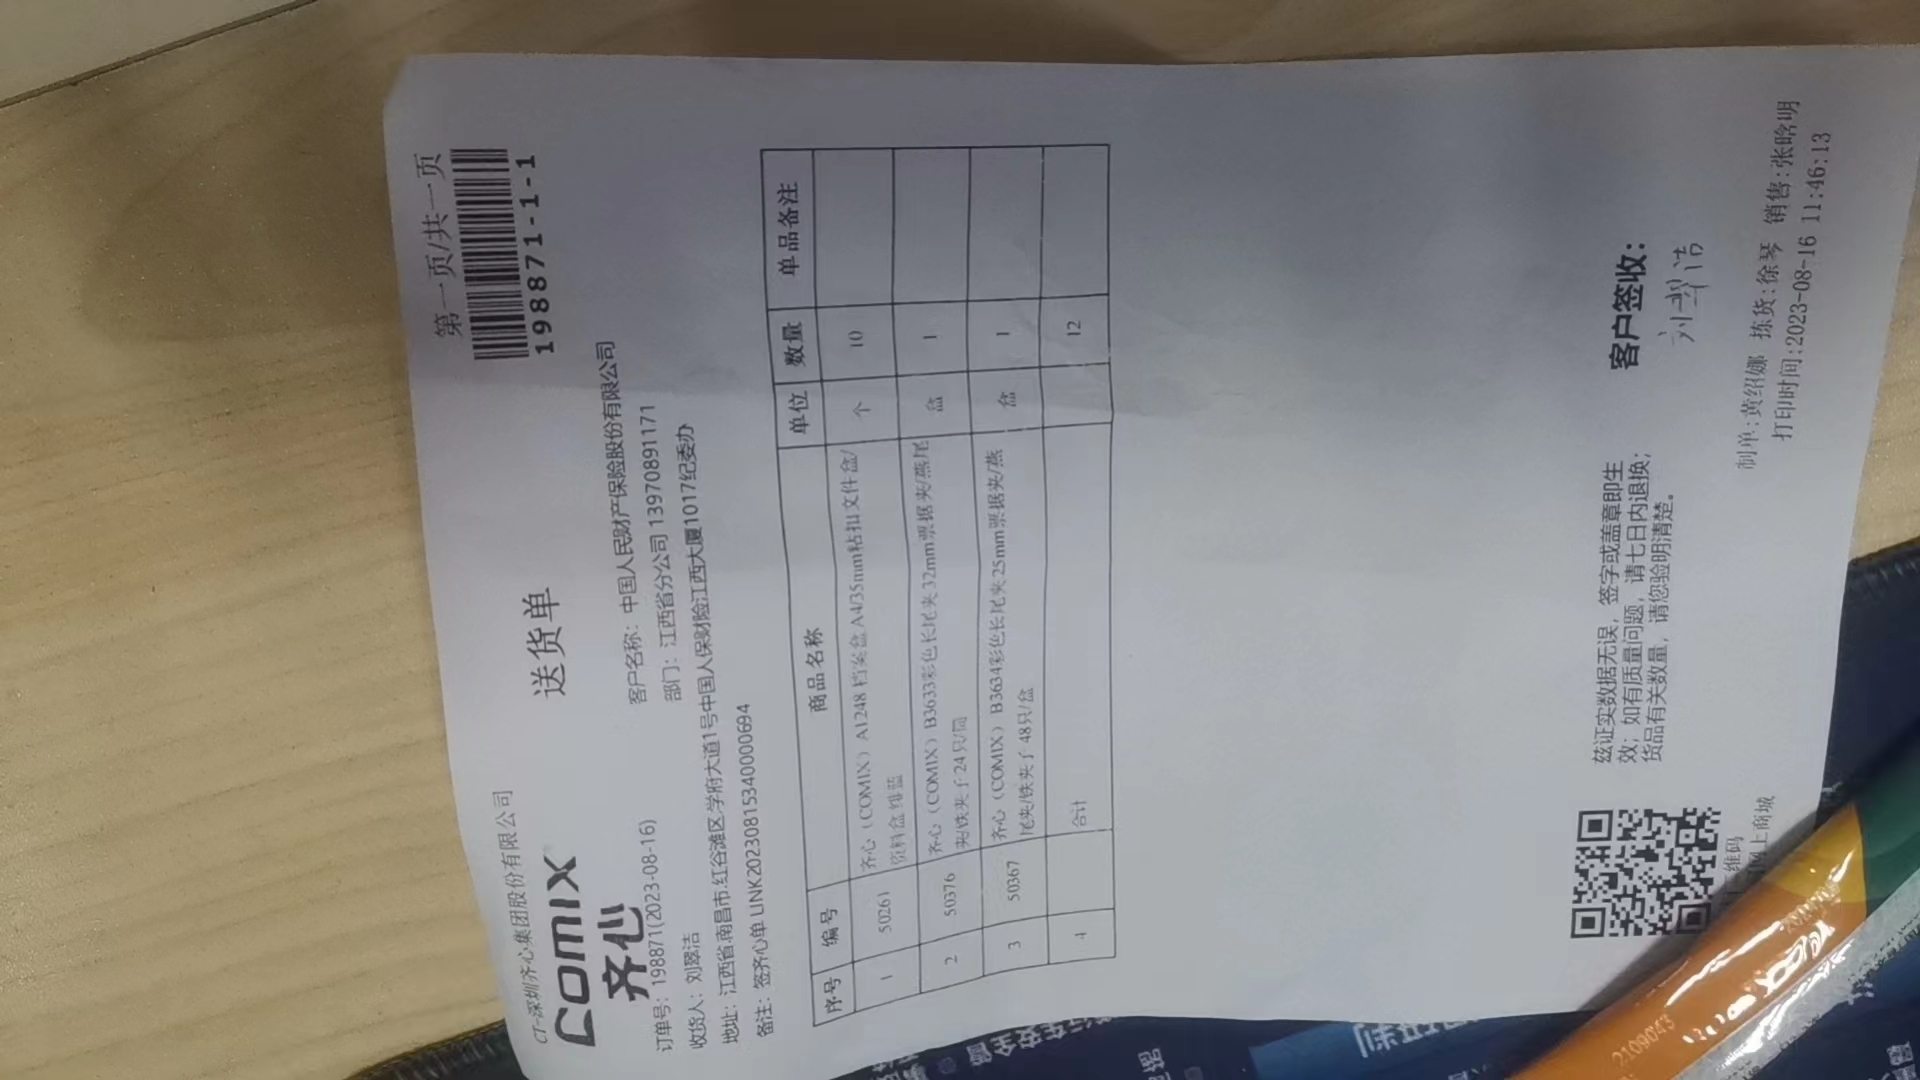 CT-深圳齐心集团股份有限公司
第一页/共一页
comix
齐心
送货单
198871-1-1
订单号：198871(2023-08-16)
客户名称：中国人民财产保险股份有限公司
收货人：刘翠洁
部门：江西省分公司 13970891171
地址：江西省.南昌市.红谷滩区.学府大道1号中国人保财险江西大厦1017纪委办
备注：签齐心单 LINK2023081534000694
序号 编号 商品名称 单位 数量 单品备注
1 50261 齐心（COMIX）A1248 档案盒 A4/35mm粘扣文件盒/
资料盒 绯蓝
个 10
2 50376 齐心（COMIX）B3633彩色长尾夹 32mm票据夹/燕尾
夹/铁夹子 24只/筒
盒 1
3 50367 齐心（COMIX）B3634彩色长尾夹 25mm票据夹/燕
尾夹/铁夹子 48只/盒
盒 1
4 合计 12
兹证实数据无误，签字或盖章即生
效；如有质量问题，请七日内退换；
货品有关数量，请您验明清楚。
客户签收：
刘翠洁
维码
网上商城
制单:黄绍娜 拣货:徐琴 销售:张晗明
打印时间:2023-08-16 11:46:13
2109043